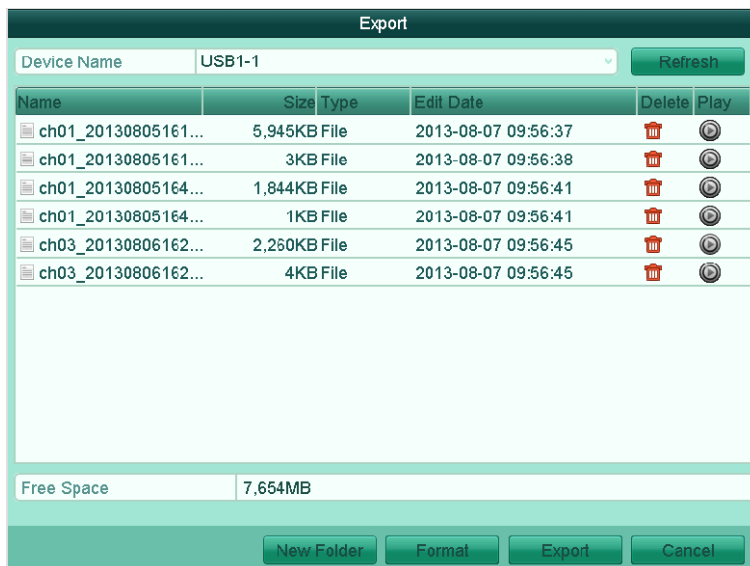 Export
Device Name USB1-1 Refresh
Name Size Type Edit Date Delete Play
ch01_20130805161... 5,945KB File 2013-08-07 09:56:37
ch01_20130805161... 3KB File 2013-08-07 09:56:38
ch01_20130805164... 1,844KB File 2013-08-07 09:56:41
ch01_20130805164... 1KB File 2013-08-07 09:56:41
ch03_20130806162... 2,260KB File 2013-08-07 09:56:45
ch03_20130806162... 4KB File 2013-08-07 09:56:45
Free Space 7,654MB
New Folder Format Export Cancel